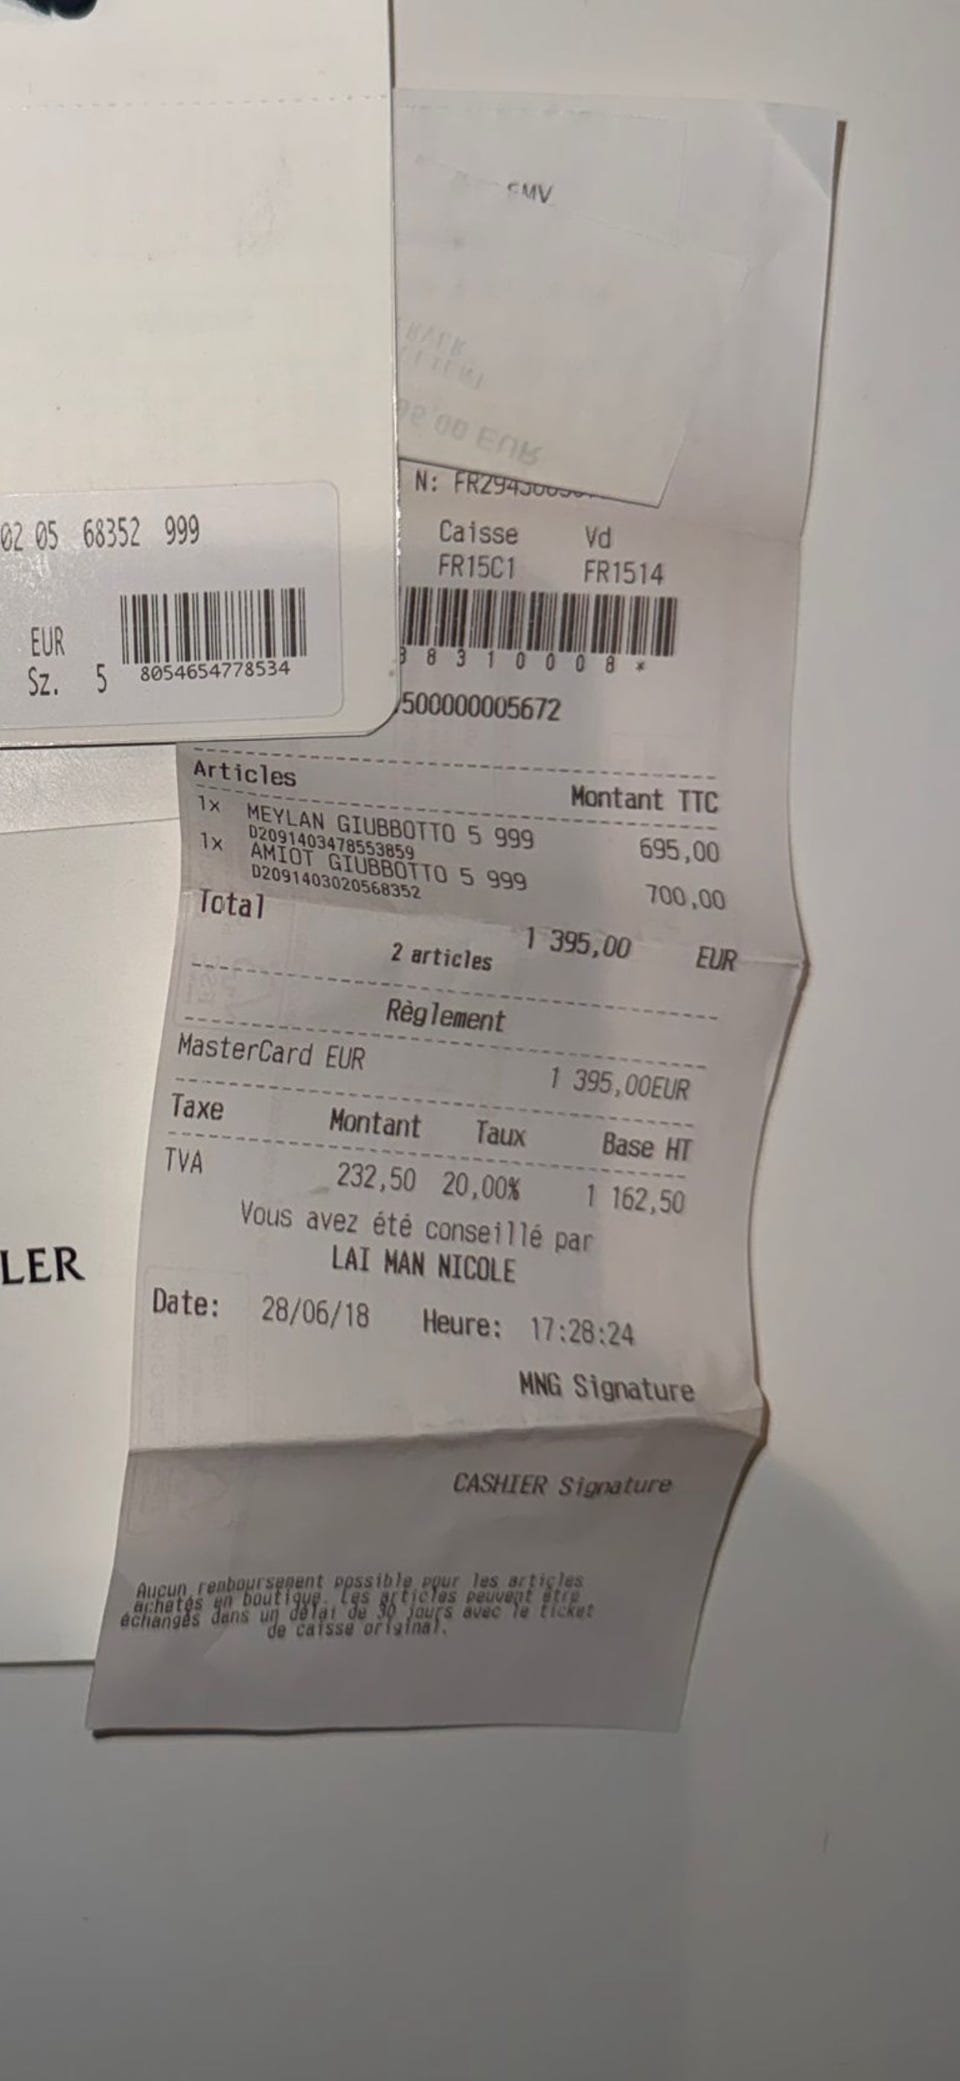 EMV
N: FR29430
Caisse Vd
FR15C1 FR1514
8 3 1 0 0 0 8 *
500000005672
02 05 68352 999
EUR
Sz. 5
8054654778534
Articles Montant TTC
1x MEYLAN GIUBBOTTO 5 999 695,00
D2091403478553859
1x AMIOT GIUBBOTTO 5 999 700,00
D2091403020568352
Total 1 395,00 EUR
2 articles
Règlement
MasterCard EUR 1 395,00EUR
Taxe Montant Taux Base HT
TVA 232,50 20,00% 1 162,50
Vous avez été conseillé par
LAI MAN NICOLE
Date: 28/06/18 Heure: 17:28:24
MNG Signature
CASHIER Signature
Aucun remboursement possible pour les articles
achetés en boutique. Les articles peuvent être
échangés dans un délai de 30 jours avec le ticket
de caisse original.
LER